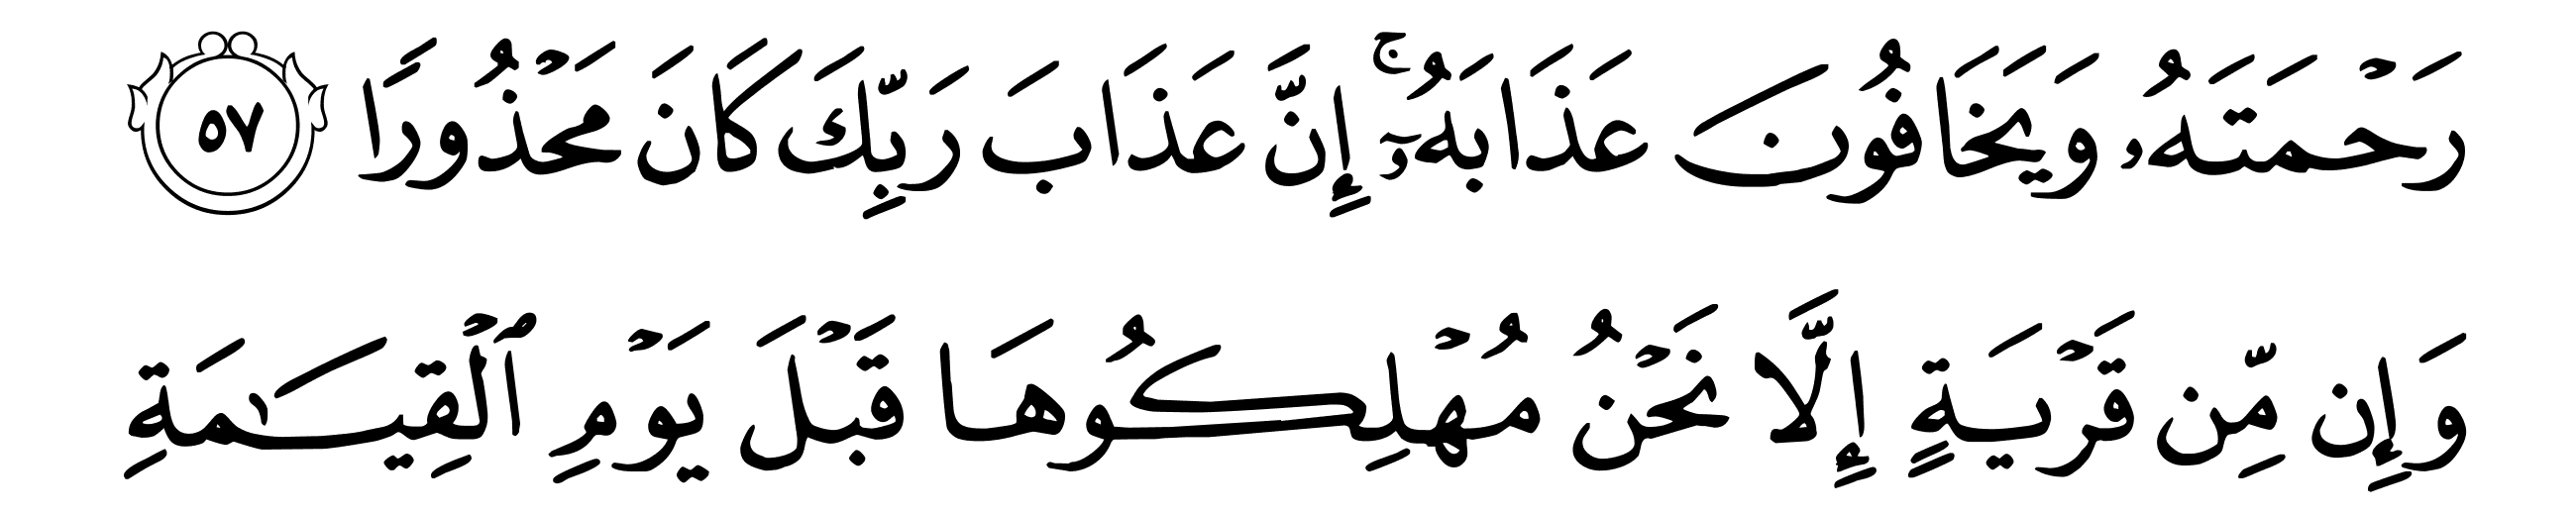 رَحْمَتَهُۥ وَيَخَافُونَ عَذَابَهُۥٓ ۚ إِنَّ عَذَابَ رَبِّكَ كَانَ مَحْذُورًا ٥٧
وَإِن مِّن قَرْيَةٍ إِلَّا نَحْنُ مُهْلِكُوهَا قَبْلَ يَوْمِ ٱلْقِيَـٰمَةِ